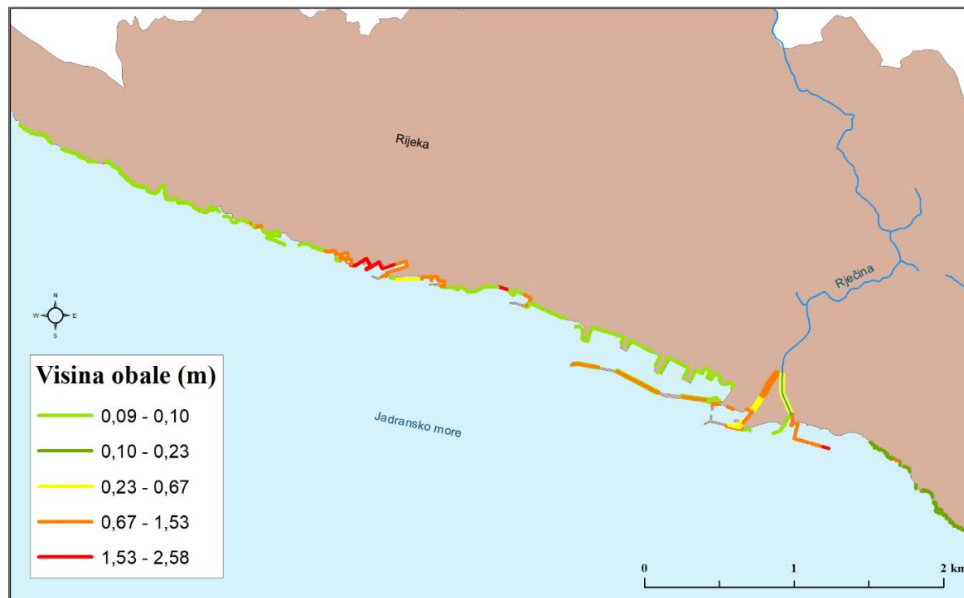 Rijeka
Rječina
N
W E
S
Jadransko more
Visina obale (m)
0,09 - 0,10
0,10 - 0,23
0,23 - 0,67
0,67 - 1,53
1,53 - 2,58
0 1 2 km